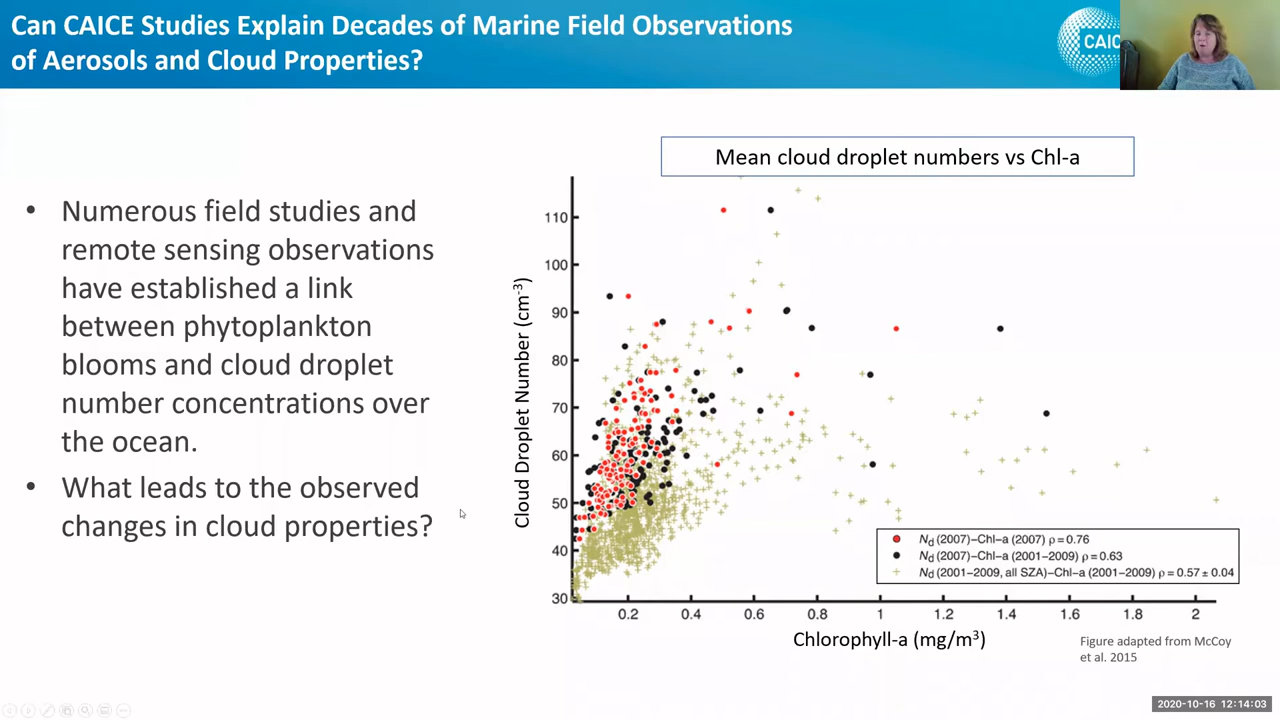 Can CAICE Studies Explain Decades of Marine Field Observations
of Aerosols and Cloud Properties?
CAIC
Mean cloud droplet numbers vs Chl-a
• Numerous field studies and
remote sensing observations
have established a link
between phytoplankton
blooms and cloud droplet
number concentrations over
the ocean.
• What leads to the observed
changes in cloud properties?
Cloud Droplet Number (cm-3)
110
100
90
80
70
60
50
40
30
Nd (2007)−Chl−a (2007) ρ = 0.76
Nd (2007)−Chl−a (2001−2009) ρ = 0.63
Nd (2001−2009, all SZA)−Chl−a (2001−2009) ρ = 0.57 ± 0.04
0.2 0.4 0.6 0.8 1 1.2 1.4 1.6 1.8 2
Chlorophyll-a (mg/m3)
Figure adapted from McCoy
et al. 2015
2020-10-16 12:14:03